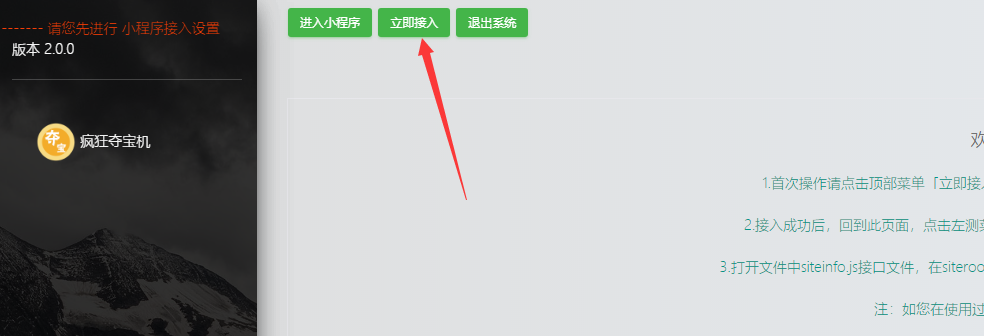 ------- 请您先进行 小程序接入设置
版本 2.0.0
夺宝 疯狂夺宝机
进入小程序 立即接入 退出系统
欢
1.首次操作请点击顶部菜单「立即接入
2.接入成功后，回到此页面，点击左测菜
3.打开文件中siteinfo.js接口文件，在siteroo
注：如您在使用过